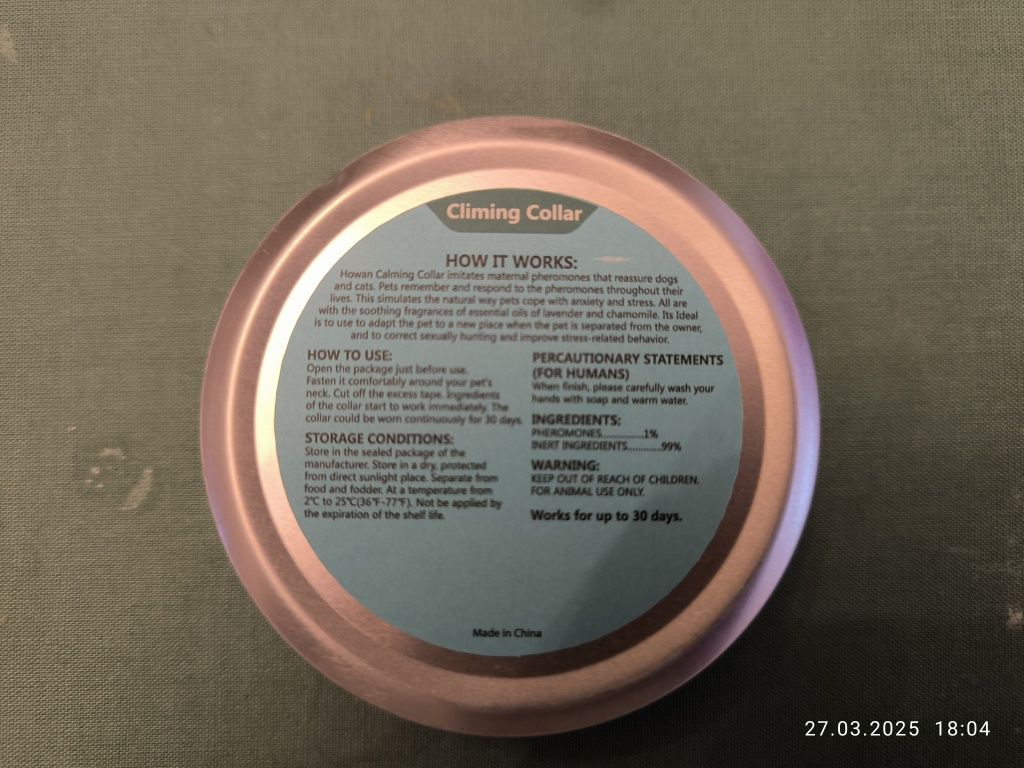 Climing Collar
HOW IT WORKS:
Howan Calming Collar imitates maternal pheromones that reassure dogs
and cats. Pets remember and respond to the pheromones throughout their
lives. This simulates the natural way pets cope with anxiety and stress. All are
with the soothing fragrances of essential oils of lavender and chamomile. Its Ideal
is to use to adapt the pet to a new place when the pet is separated from the owner,
and to correct sexually hunting and improve stress-related behavior.
HOW TO USE:
Open the package just before use.
Fasten it comfortably around your pet's
neck. Cut off the excess tape. Ingredients
of the collar start to work immediately. The
collar could be worn continuously for 30 days.
STORAGE CONDITIONS:
Store in the sealed package of the
manufacturer. Store in a dry, protected
from direct sunlight place. Separate from
food and fodder. At a temperature from
2℃ to 25℃(36℉-77℉). Not be applied by
the expiration of the shelf life.
PERCAUTIONARY STATEMENTS
(FOR HUMANS)
When finish, please carefully wash your
hands with soap and warm water.
INGREDIENTS:
PHEROMONES..............1%
INERT INGREDIENTS...........99%
WARNING:
KEEP OUT OF REACH OF CHILDREN.
FOR ANIMAL USE ONLY.
Works for up to 30 days.
Made in China
27.03.2025 18:04